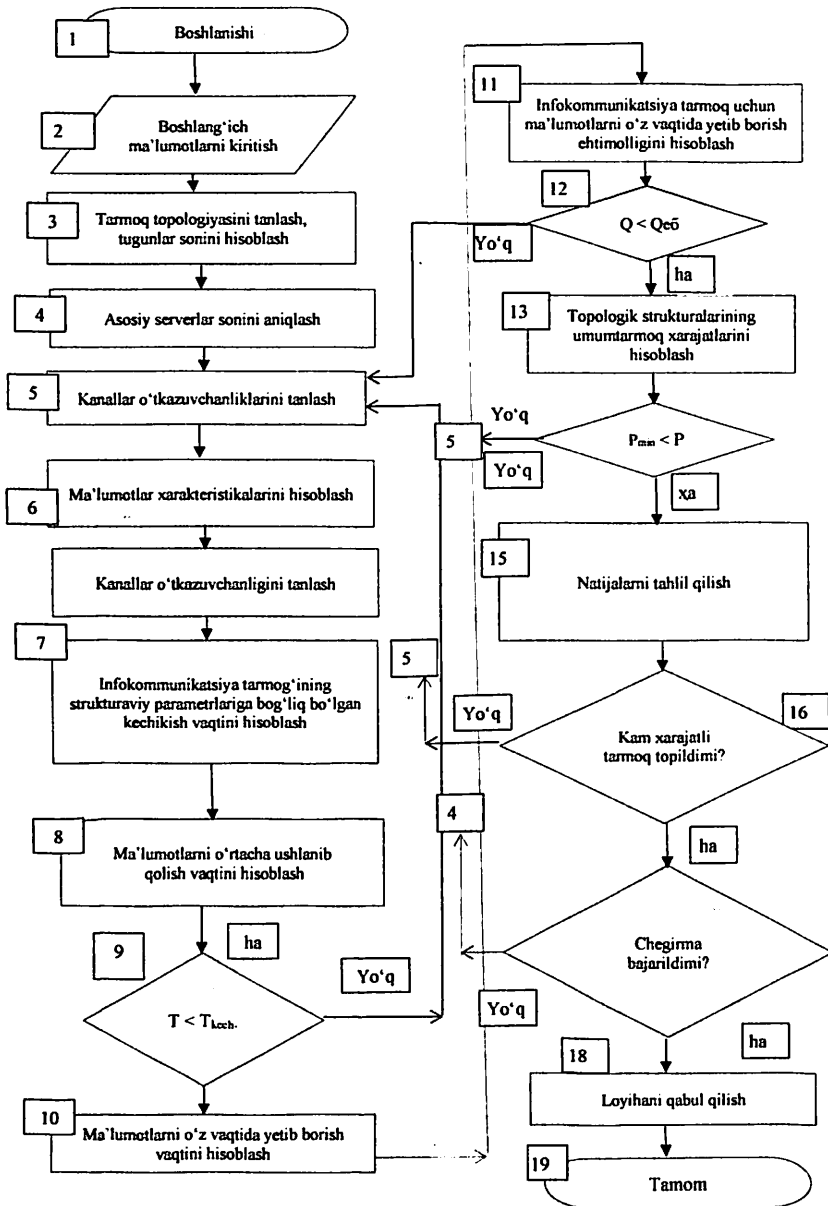 1
Boshlanishi
2
Boshlang‘ich
ma’lumotlarni kiritish
3
Tarmoq topologiyasini tanlash,
tugunlar sonini hisoblash
4
Asosiy serverlar sonini aniqlash
5
Kanallar o‘tkazuvchanliklarini tanlash
6
Ma’lumotlar xarakteristikalarini hisoblash
Kanallar o‘tkazuvchanligini tanlash
7
Infokommunikatsiya tarmog‘ining
strukturaviy parametrlariga bog‘liq bo‘lgan
kechikish vaqtini hisoblash
8
Ma’lumotlarni o‘rtacha ushlanib
qolish vaqtini hisoblash
9
ha
T < Tkech.
Yo‘q
10
Ma’lumotlarni o‘z vaqtida yetib borish
vaqtini hisoblash
11
Infokommunikatsiya tarmoq uchun
ma’lumotlarni o‘z vaqtida yetib borish
ehtimolligini hisoblash
12
Q < Qeб
Yo‘q
ha
13
Topologik strukturalarining
umumtarmoq xarajatlarini
hisoblash
Yo‘q
5
Pmin < P
Yo‘q
ха
15
Natijalarni tahlil qilish
5
Yo‘q
16
Kam xarajatli
tarmoq topildimi?
4
ha
Chegirma
bajarildimi?
Yo‘q
ha
18
Loyihani qabul qilish
19
Tamom